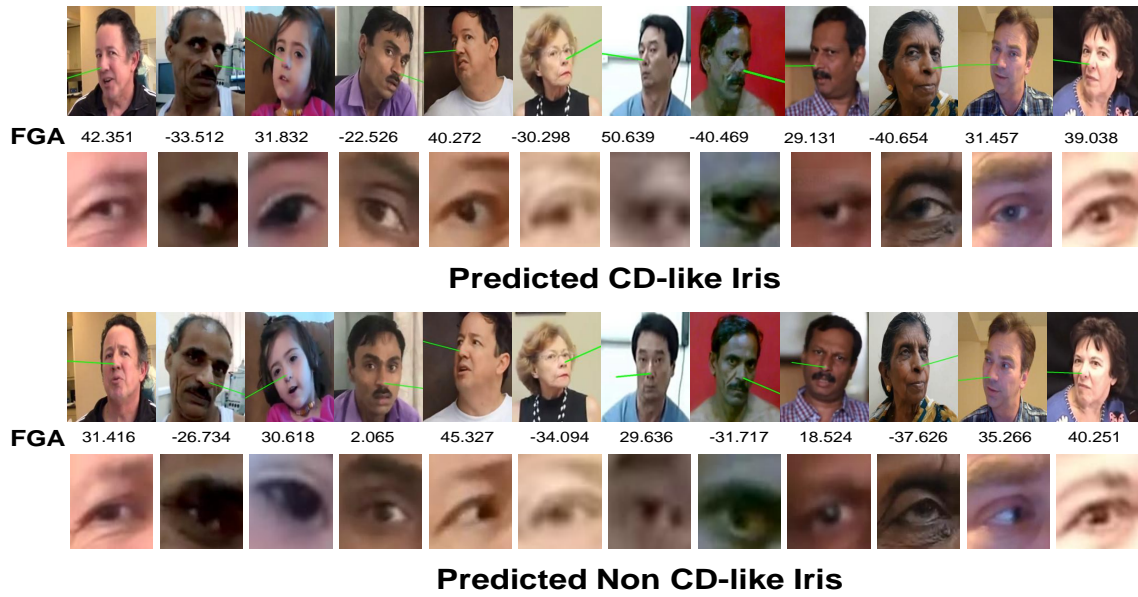 FGA 42.351 -33.512 31.832 -22.526 40.272 -30.298 50.639 -40.469 29.131 -40.654 31.457 39.038
Predicted CD-like Iris
FGA 31.416 -26.734 30.618 2.065 45.327 -34.094 29.636 -31.717 18.524 -37.626 35.266 40.251
Predicted Non CD-like Iris